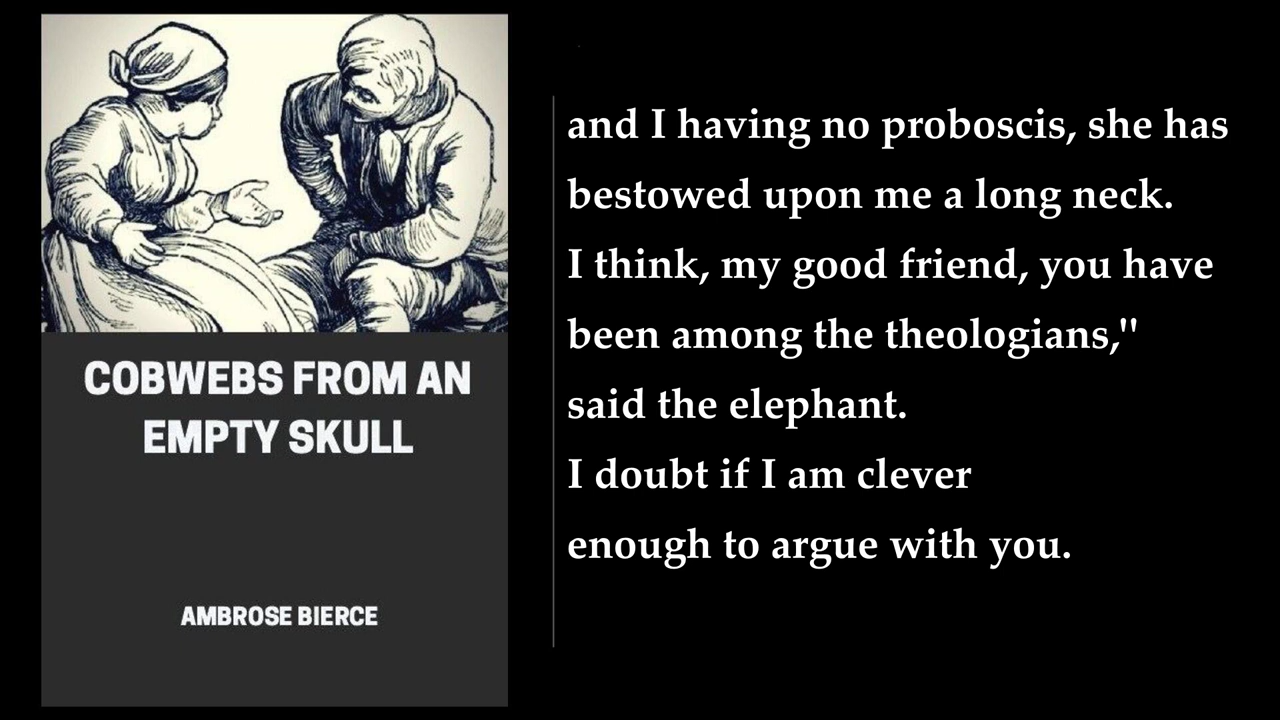 COBWEBS FROM AN
EMPTY SKULL
AMBROSE BIERCE
and I having no proboscis, she has
bestowed upon me a long neck.
I think, my good friend, you have
been among the theologians,"
said the elephant.
I doubt if I am clever
enough to argue with you.